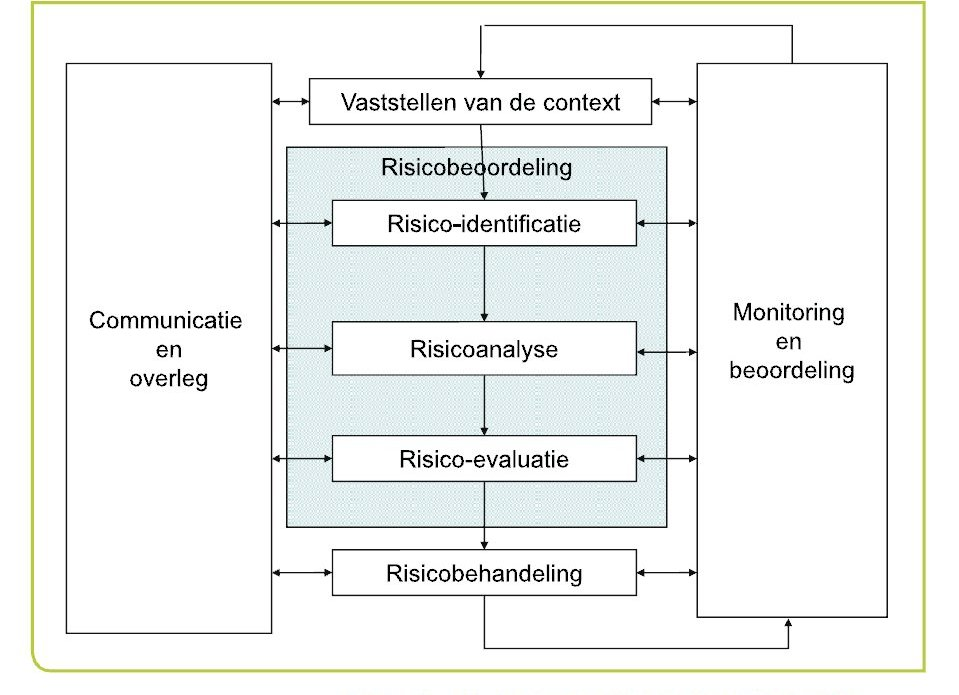 Vaststellen van de context
Risicobeoordeling
Risico-identificatie
Communicatie
en
overleg
Risicoanalyse
Monitoring
en
beoordeling
Risico-evaluatie
Risicobehandeling